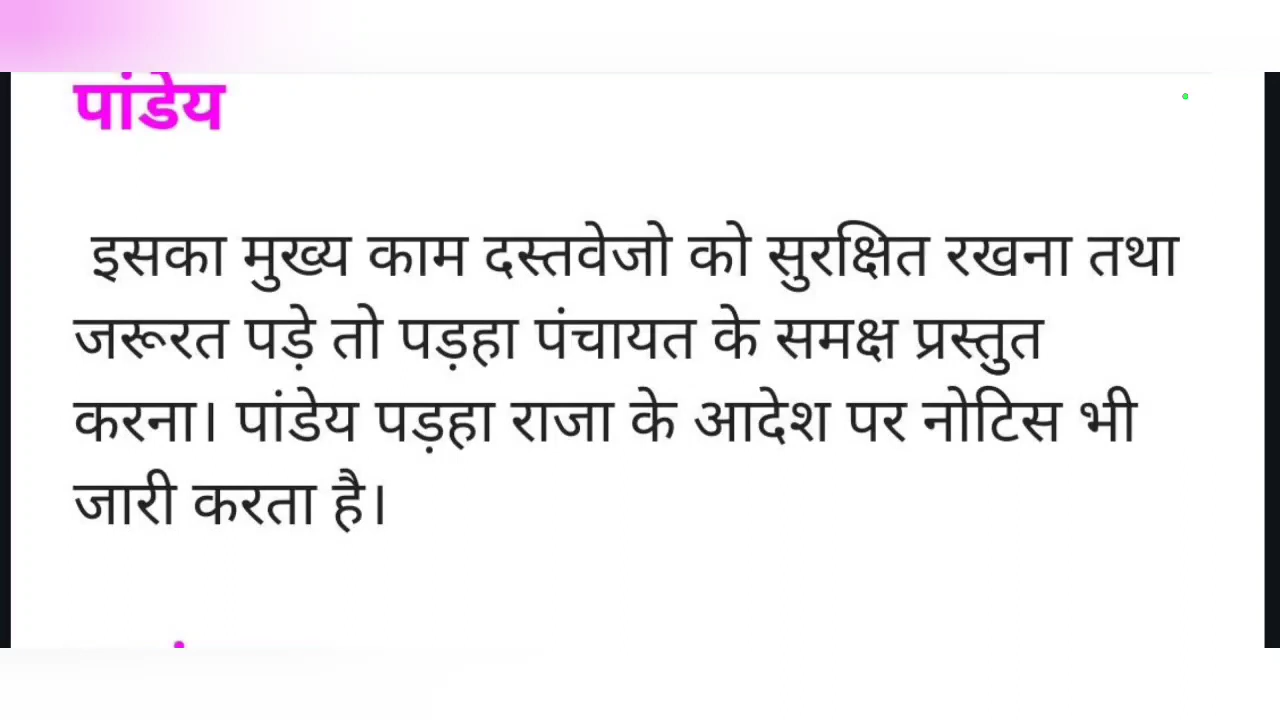 पांडेय
इसका मुख्य काम दस्तवेजो को सुरक्षित रखना तथा
जरूरत पड़े तो पड़हा पंचायत के समक्ष प्रस्तुत
करना। पांडेय पड़हा राजा के आदेश पर नोटिस भी
जारी करता है।